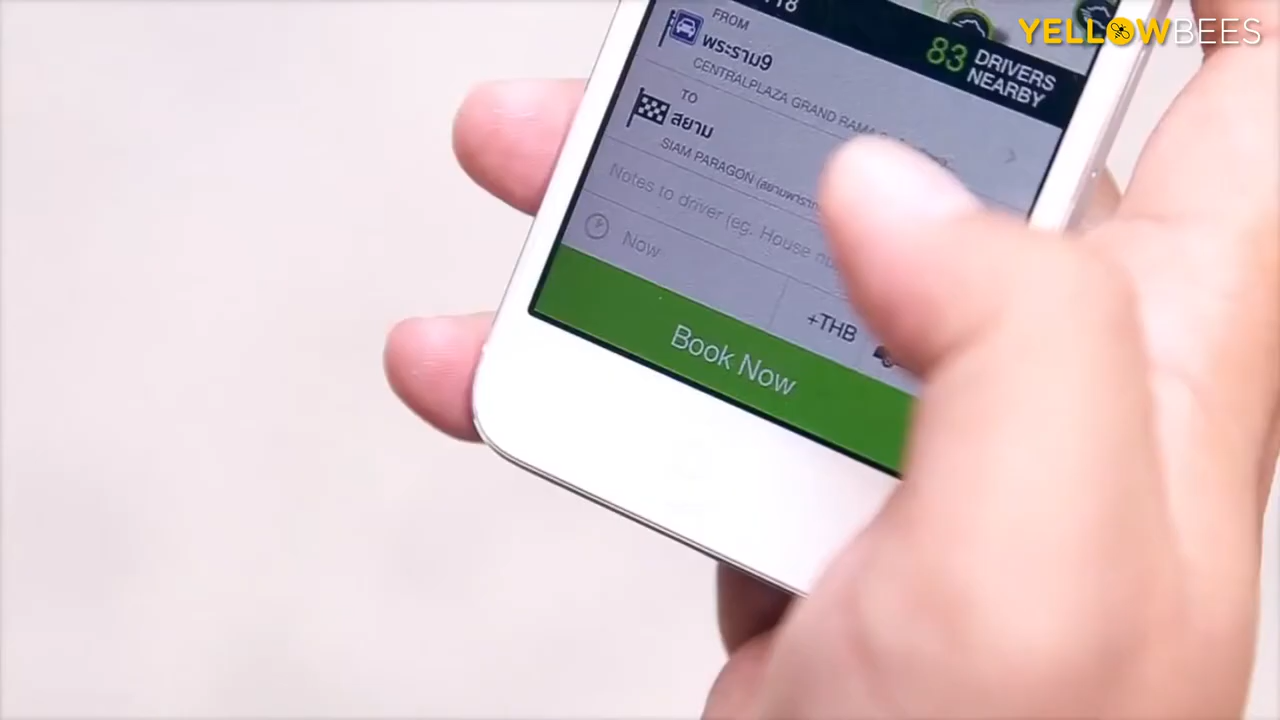 YELLOWBEES
FROM
พระราม9
83 DRIVERS
NEARBY
CENTRALPLAZA GRAND RAMA
TO
สยาม
SIAM PARAGON
Notes to driver (eg. House
Now
+THB
Book Now